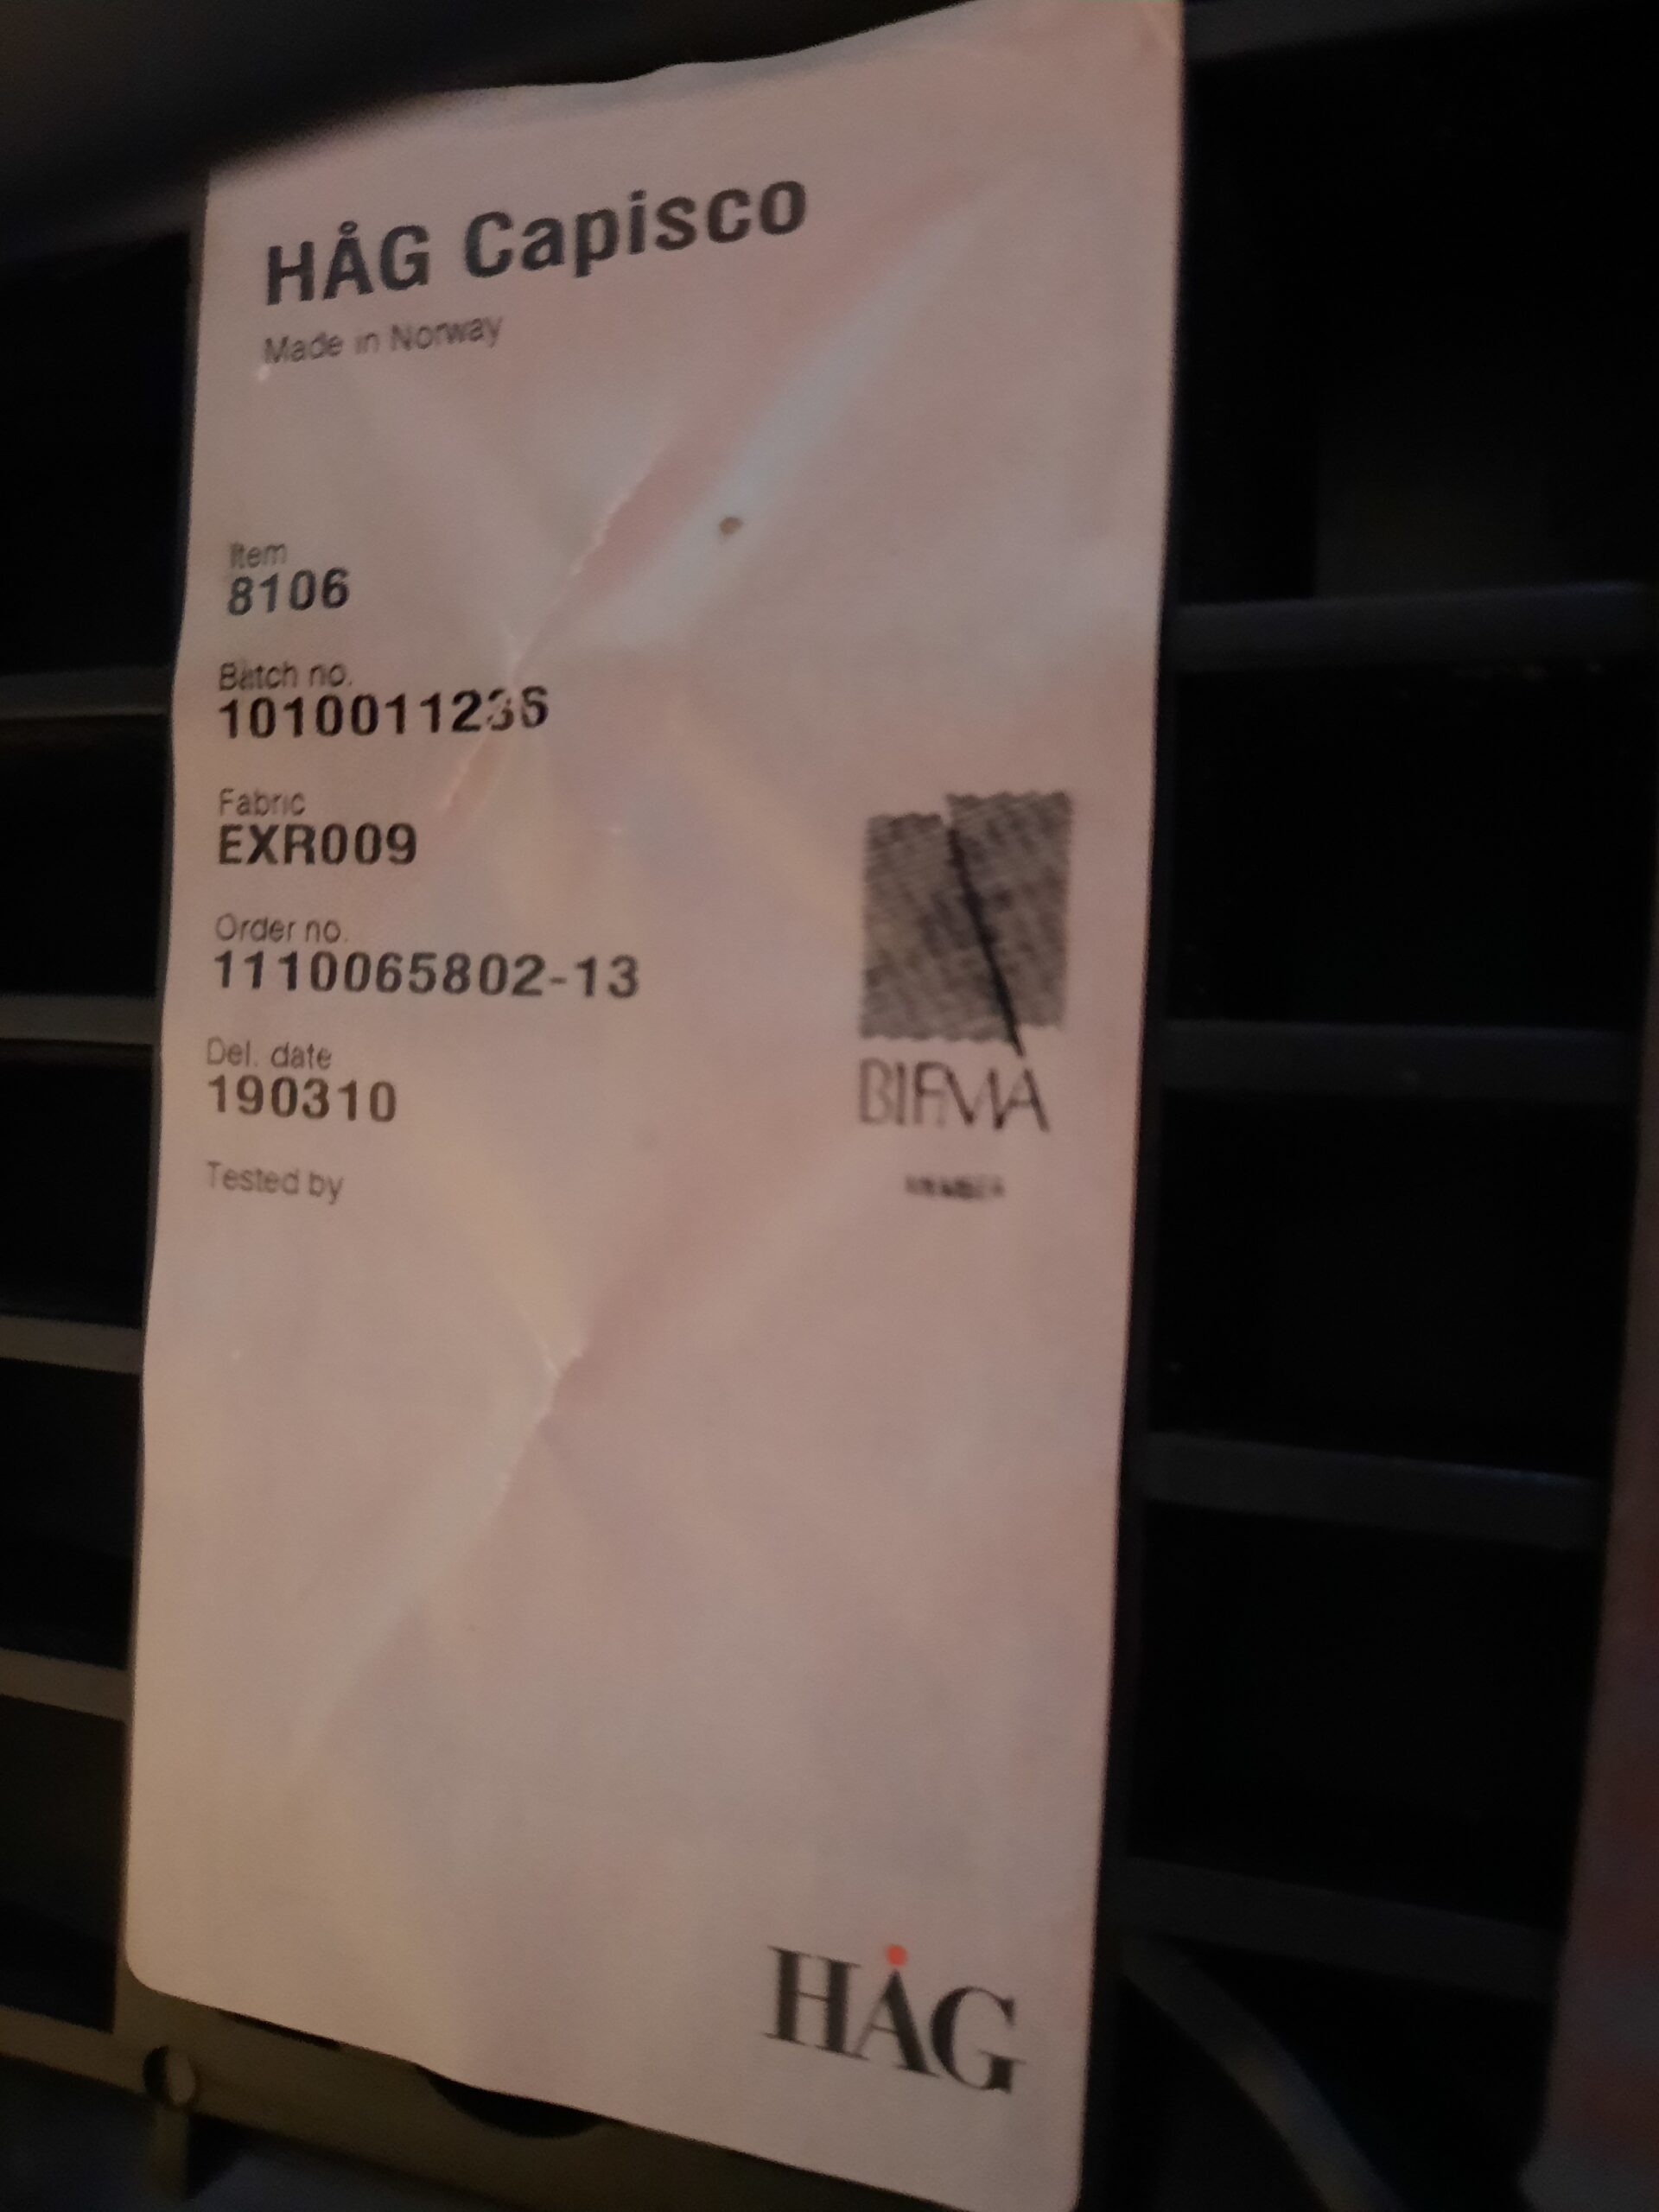 HÅG Capisco
Made in Norway
Item
8106
Batch no.
1010011236
Fabric
EXR009
Order no.
1110065802-13
Del. date
190310
Tested by
BIFMA
MEMBER
HÅG